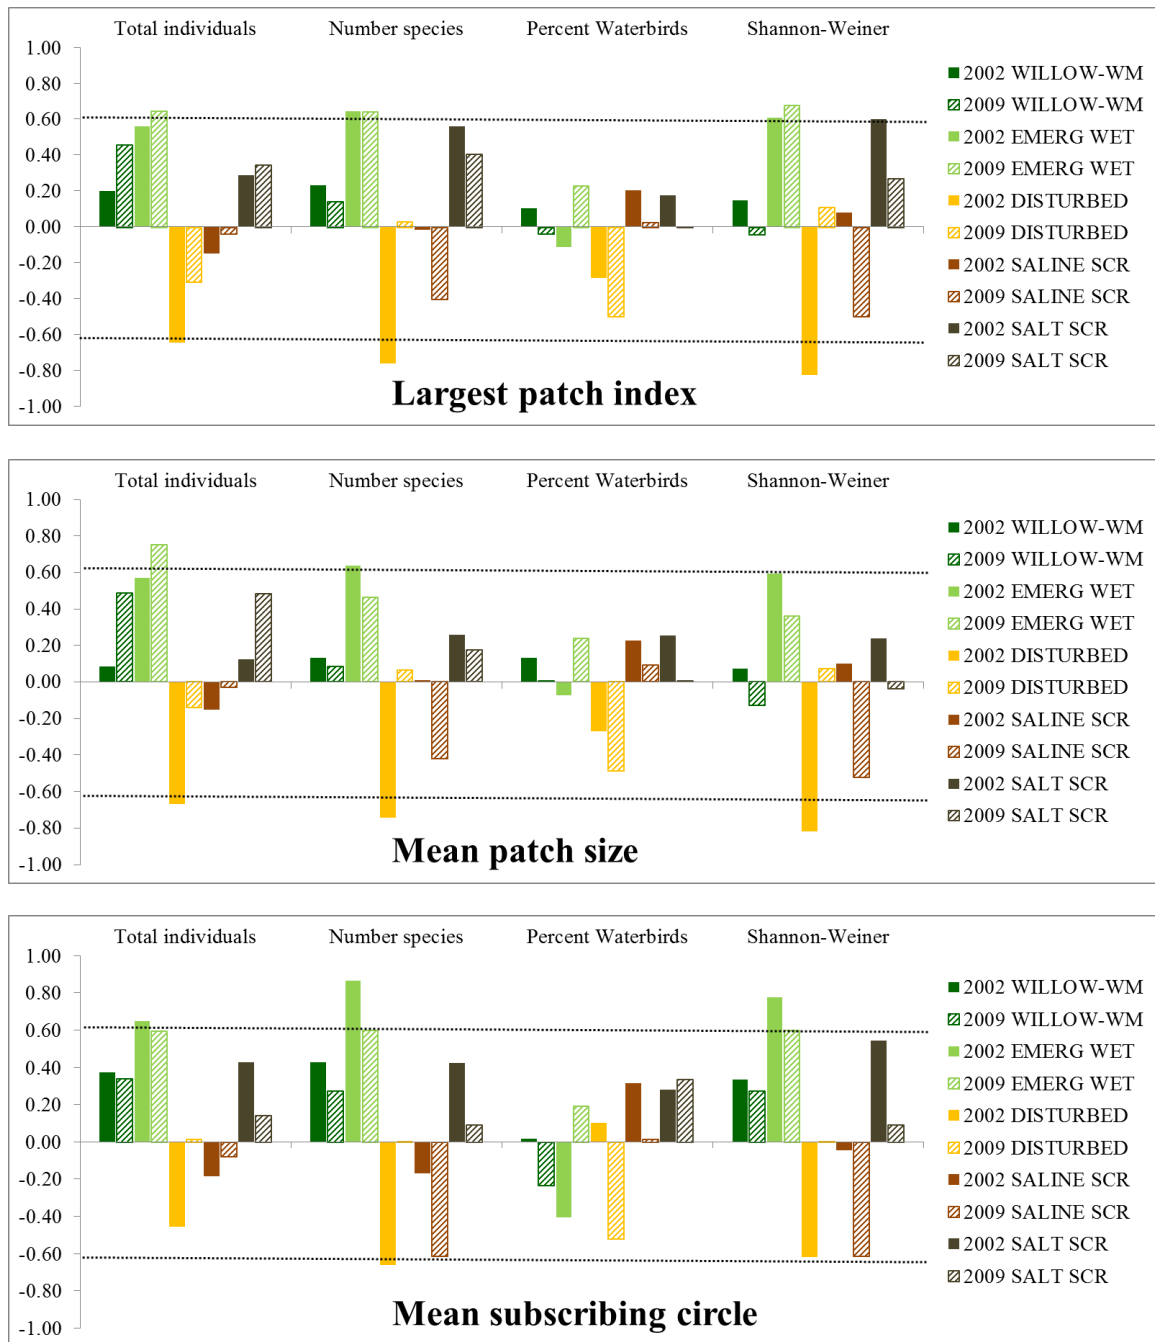 Total individuals Number species Percent Waterbirds Shannon-Weiner
1.00
0.80
0.60
0.40
0.20
0.00
-0.20
-0.40
-0.60
-0.80
-1.00
2002 WILLOW-WM
2009 WILLOW-WM
2002 EMERG WET
2009 EMERG WET
2002 DISTURBED
2009 DISTURBED
2002 SALINE SCR
2009 SALINE SCR
2002 SALT SCR
2009 SALT SCR
Largest patch index
Total individuals Number species Percent Waterbirds Shannon-Weiner
1.00
0.80
0.60
0.40
0.20
0.00
-0.20
-0.40
-0.60
-0.80
-1.00
2002 WILLOW-WM
2009 WILLOW-WM
2002 EMERG WET
2009 EMERG WET
2002 DISTURBED
2009 DISTURBED
2002 SALINE SCR
2009 SALINE SCR
2002 SALT SCR
2009 SALT SCR
Mean patch size
Total individuals Number species Percent Waterbirds Shannon-Weiner
1.00
0.80
0.60
0.40
0.20
0.00
-0.20
-0.40
-0.60
-0.80
-1.00
2002 WILLOW-WM
2009 WILLOW-WM
2002 EMERG WET
2009 EMERG WET
2002 DISTURBED
2009 DISTURBED
2002 SALINE SCR
2009 SALINE SCR
2002 SALT SCR
2009 SALT SCR
Mean subscribing circle